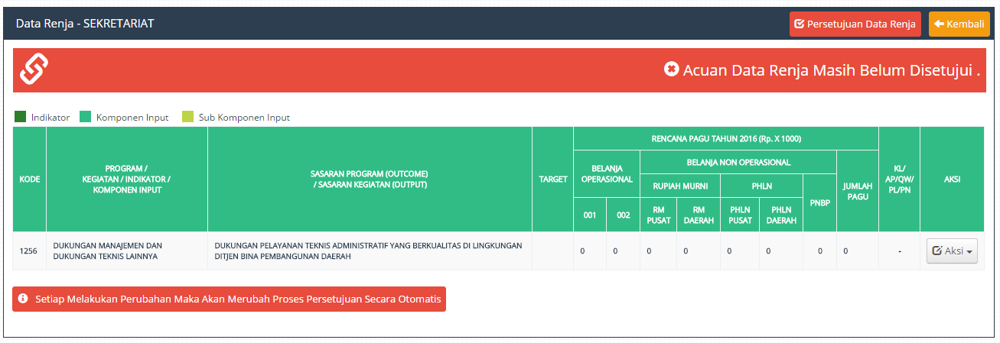 Data Renja - SEKRETARIAT
Persetujuan Data Renja
Kembali
Acuan Data Renja Masih Belum Disetujui .
Indikator
Komponen Input
Sub Komponen Input
KODE
PROGRAM /
KEGIATAN / INDIKATOR /
KOMPONEN INPUT
SASARAN PROGRAM (OUTCOME)
/ SASARAN KEGIATAN (OUTPUT)
TARGET
RENCANA PAGU TAHUN 2016 (Rp. X 1000)
BELANJA
OPERASIONAL
BELANJA NON OPERASIONAL
RUPIAH MURNI
PHLN
PNBP
JUMLAH
PAGU
001
002
RM
PUSAT
RM
DAERAH
PHLN
PUSAT
PHLN
DAERAH
KL/
AP/QW/
PL/PN
AKSI
1256
DUKUNGAN MANAJEMEN DAN
DUKUNGAN TEKNIS LAINNYA
DUKUNGAN PELAYANAN TEKNIS ADMINISTRATIF YANG BERKUALITAS DI LINGKUNGAN
DITJEN BINA PEMBANGUNAN DAERAH
0
0
0
0
0
0
0
0
-
Aksi
Setiap Melakukan Perubahan Maka Akan Merubah Proses Persetujuan Secara Otomatis